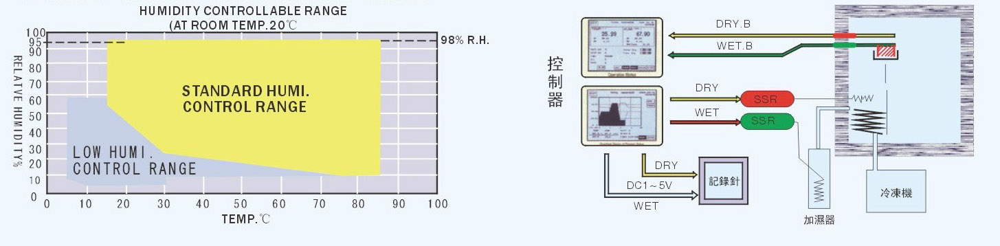 HUMIDITY CONTROLLABLE RANGE
(AT ROOM TEMP.20℃
100
95
90
80
70
60
50
40
30
20
10
0
RELATVE HUMIDITY%
98% R.H.
STANDARD HUMI.
CONTROL RANGE
LOW HUMI.
CONTROL RANGE
0 10 20 30 40 50 60 70 80 90 100
TEMP.℃
控制器
25.99 67.90
DRY.B
WET.B
DRY
SSR
WET
SSR
DRY
DC1~5V
WET
記錄針
加濕器
冷凍機